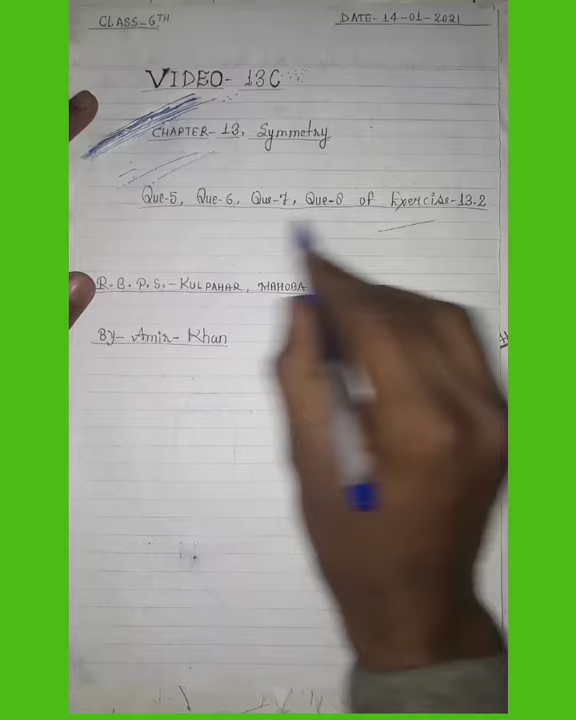 CLASS-6TH
DATE-14-01-2021
VIDEO-13C
CHAPTER-13, Symmetry
Que-5, Que-6, Que-7, Que-8 of Exercise-13.2
R.B.P.S.-KULPAHAR, MAHOBA
By-Amir-Khan